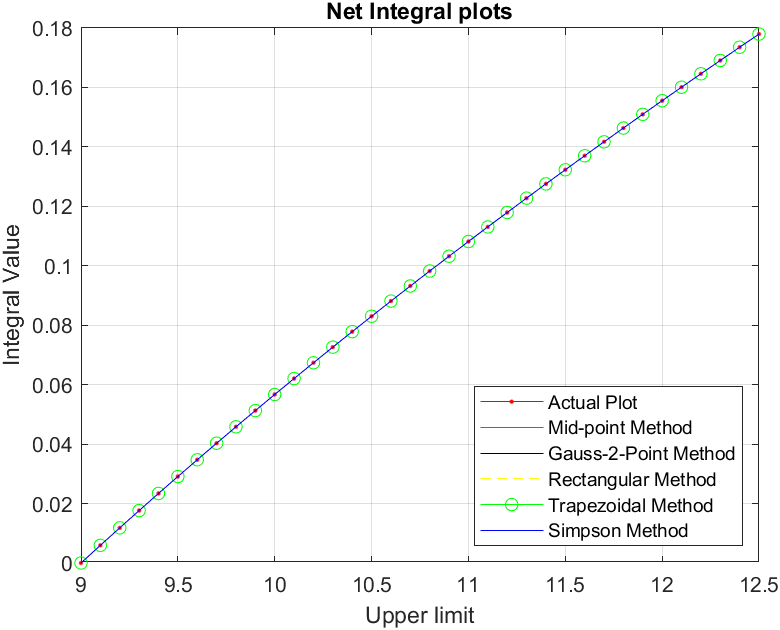 Net Integral plots
0.18
0.16
0.14
0.12
0.1
0.08
0.06
0.04
0.02
0
Integral Value
9 9.5 10 10.5 11 11.5 12 12.5
Upper limit
Actual Plot
Mid-point Method
Gauss-2-Point Method
Rectangular Method
Trapezoidal Method
Simpson Method